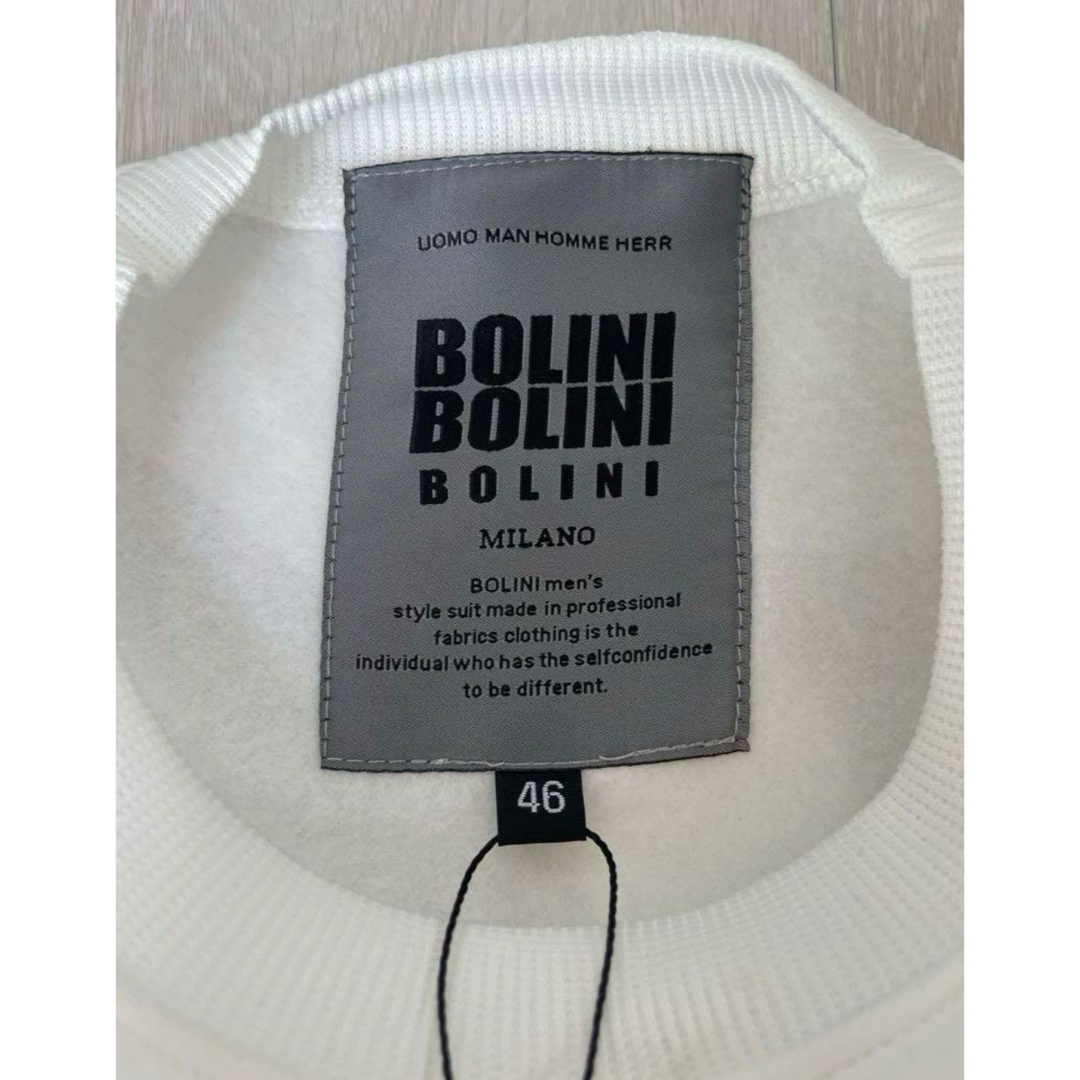 UOMO MAN HOMME HERR
BOLINI
BOLINI
BOLINI
MILANO
BOLINI men's
style suit made in professional
fabrics clothing is the
individual who has the selfconfidence
to be different.
46